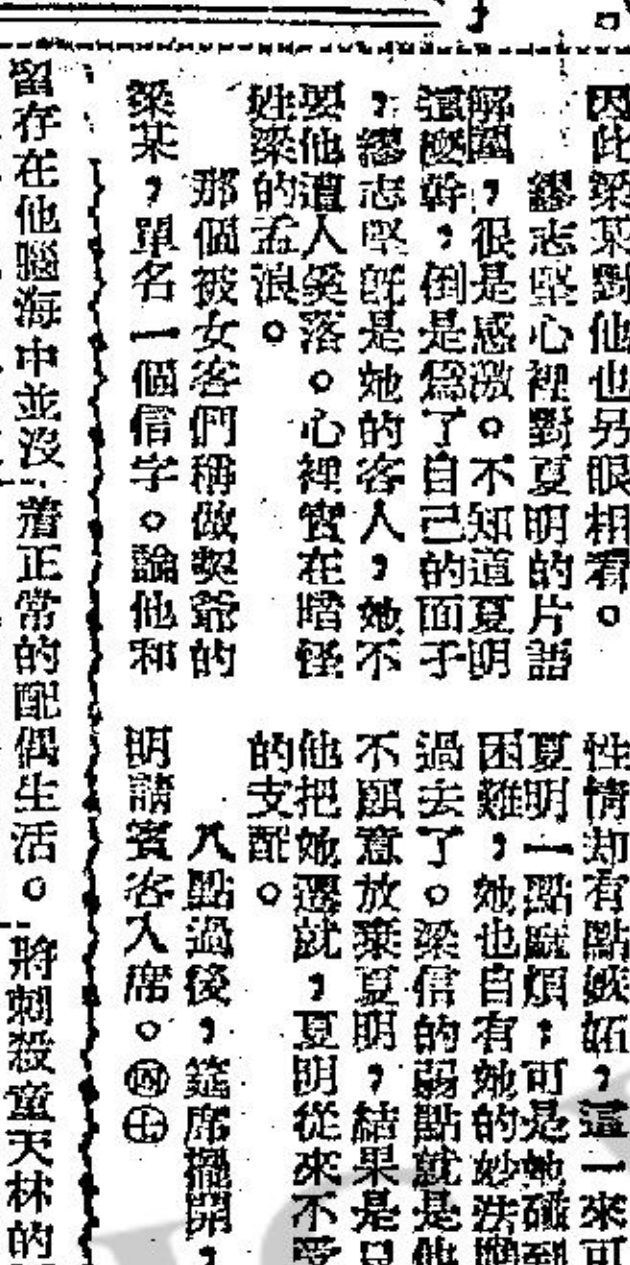 因此梁某對他也另眼相看。
繆志堅心裡對夏明的片語
解圍，很是感激。不知道夏明
這麼幹，倒是爲了自己的面子
，繆志堅旣是她的客人，她不
要他遭人奚落。心裡實在暗怪
姓梁的孟浪。
那個被女客們稱做契爺的
梁某，單名一個信字。論他和
性情却有點嫉妬，這一來可
夏明一點麻煩；可是她碰到
困難，她也自有她的妙法應
過去了。梁信的弱點就是他
不願意放棄夏明，結果是只
他把她遷就，夏明從來不受
的支配。
八點過後，筵席擺開，
明請賓客入席。
留存在他腦海中並沒
着正常的配偶生活。
將刺殺童天林的